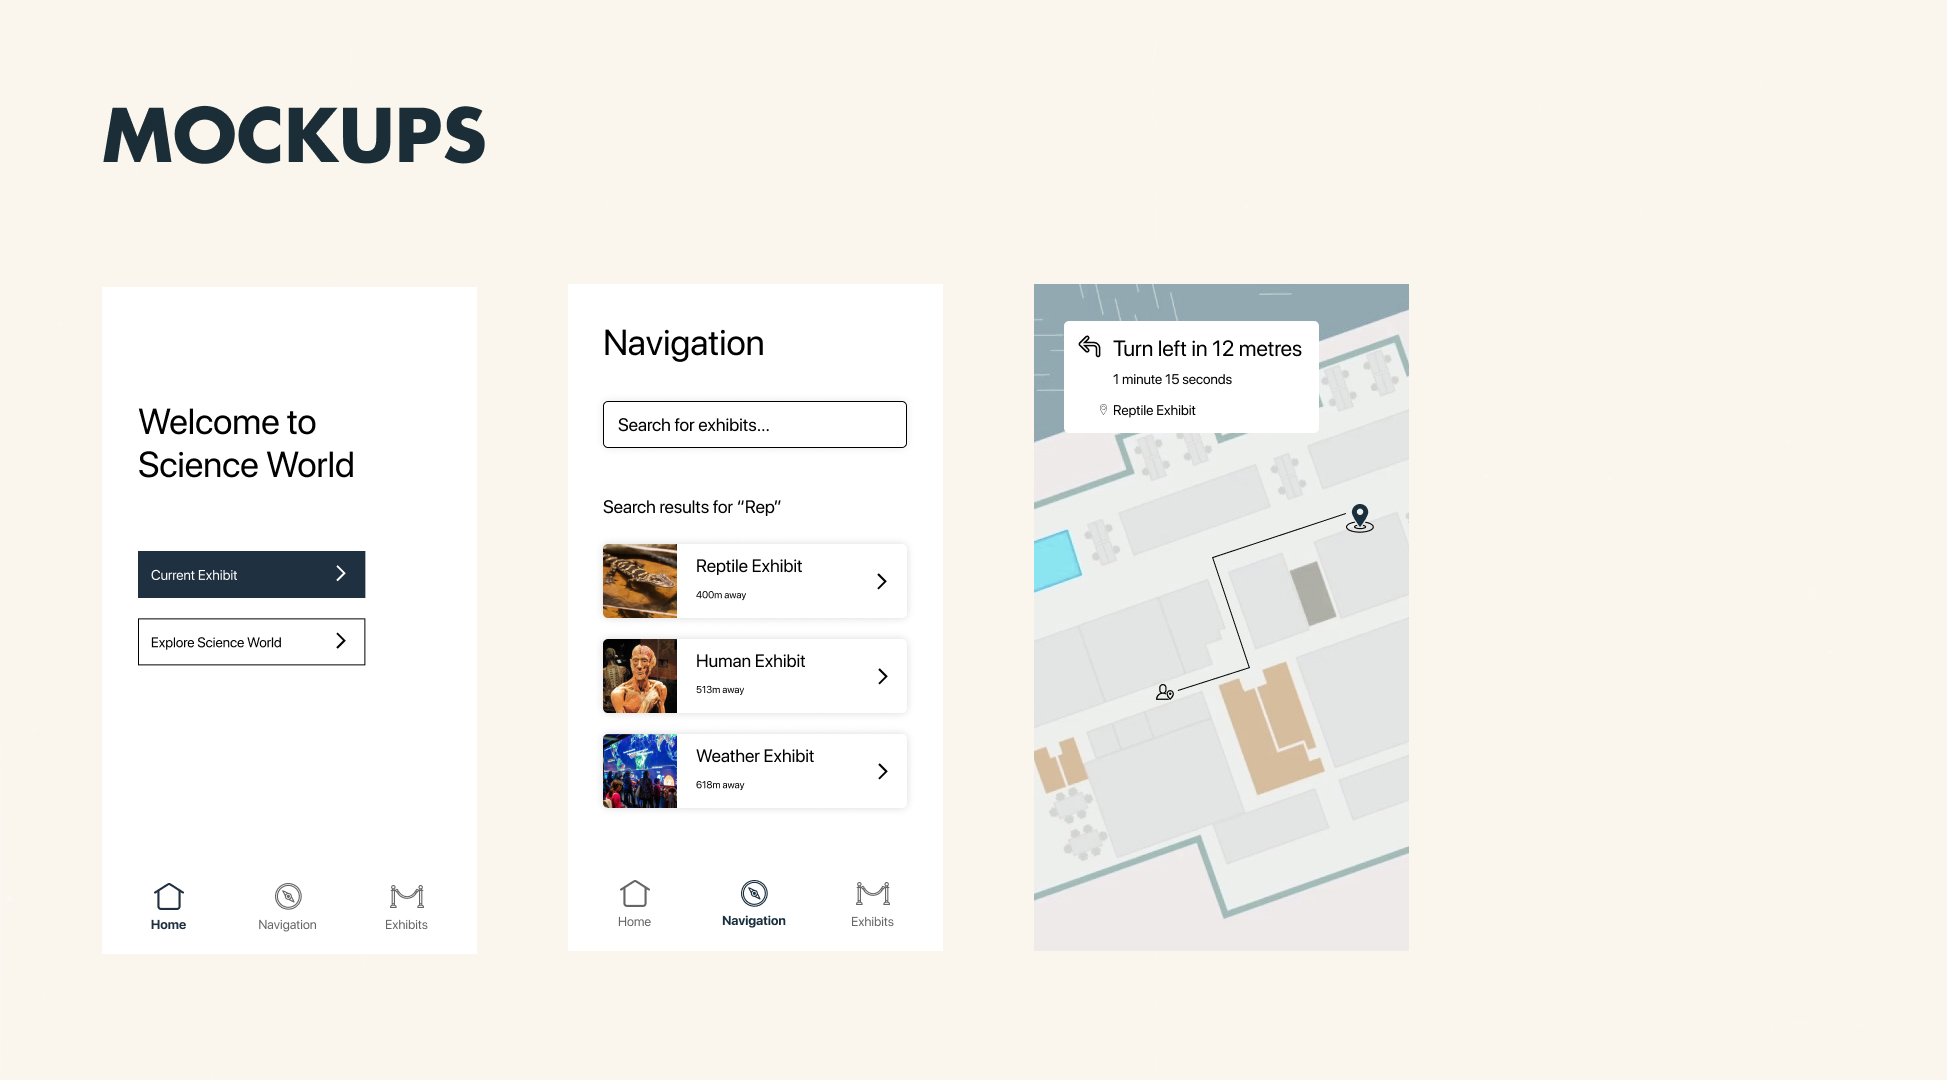 MOCKUPS
Welcome to
Science World
Current Exhibit
Explore Science World
Home
Navigation
Exhibits
Navigation
Search for exhibits...
Search results for “Rep”
Reptile Exhibit
400m away
Human Exhibit
513m away
Weather Exhibit
618m away
Home
Navigation
Exhibits
Turn left in 12 metres
1 minute 15 seconds
Reptile Exhibit